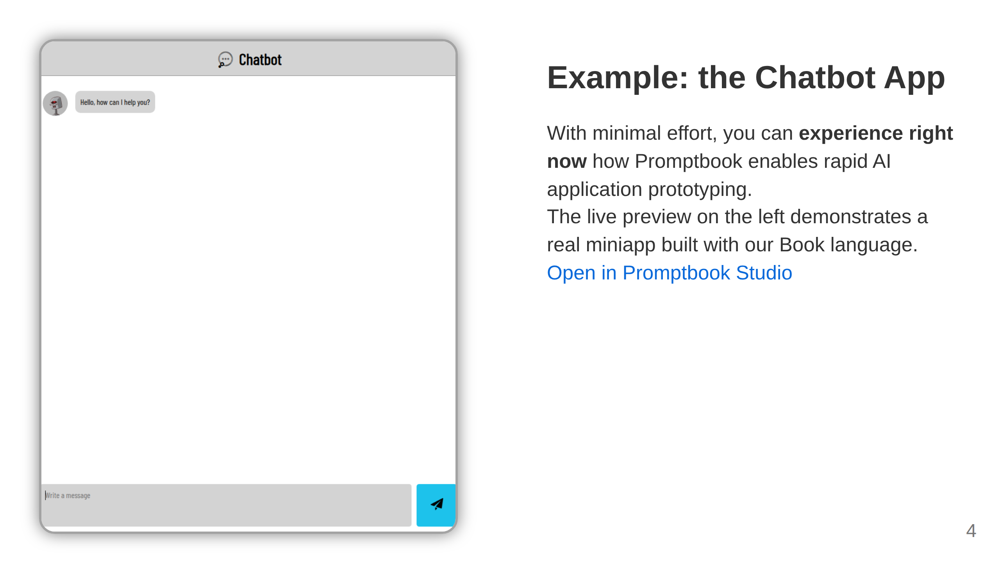 Chatbot
Hello, how can I help you?
Write a message
Example: the Chatbot App
With minimal effort, you can experience right
now how Promptbook enables rapid AI
application prototyping.
The live preview on the left demonstrates a
real miniapp built with our Book language.
Open in Promptbook Studio
4